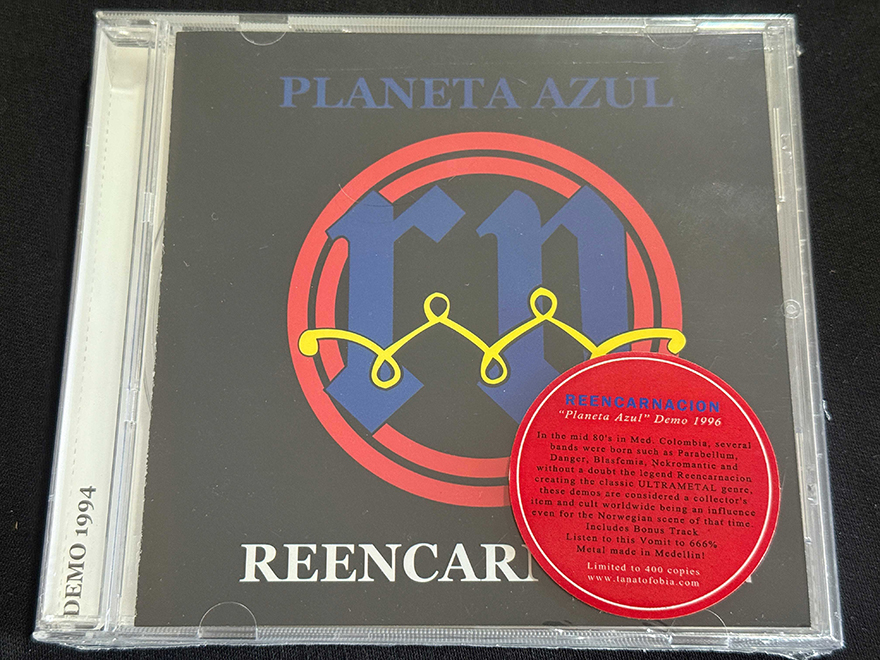 PLANETA AZUL
rn
REENCARN
DEMO 1994
REENCARNACION
"Planeta Azul" Demo 1996
In the mid 80's in Med. Colombia, several
bands were born such as Parabellum,
Danger, Blasfemia, Nekromantic and
without a doubt the legend Reencarnacion
creating the classic ULTRAMETAL genre,
these demos are considered a collector's
item and cult worldwide being an influence
even for the Norwegian scene of that time.
Includes Bonus Track
Listen to this Vomit to 666%
Metal made in Medellin!
Limited to 400 copies
www.tanatofobia.com